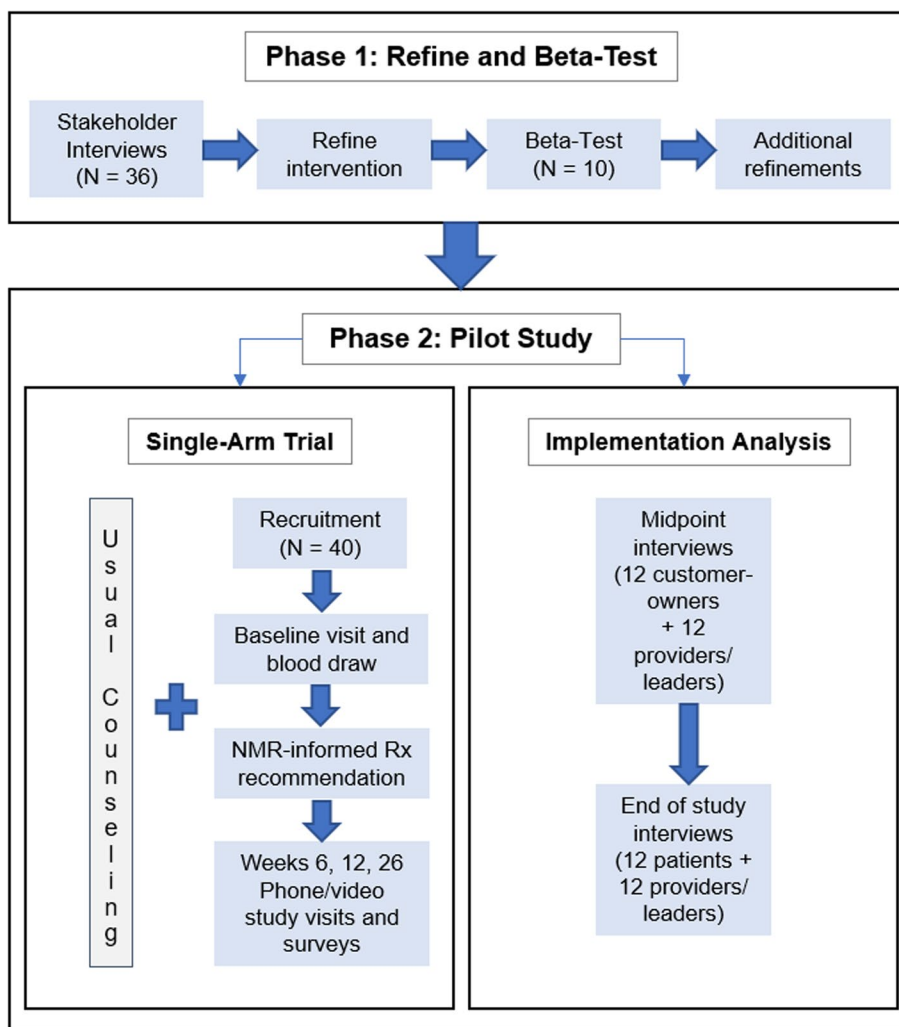 Phase 1: Refine and Beta-Test
Stakeholder
Interviews
(N = 36)
Refine
intervention
Beta-Test
(N = 10)
Additional
refinements
Phase 2: Pilot Study
Single-Arm Trial
Usual Counseling
Recruitment
(N = 40)
Baseline visit and
blood draw
NMR-informed Rx
recommendation
Weeks 6, 12, 26
Phone/video
study visits and
surveys
Implementation Analysis
Midpoint
interviews
(12 customer-
owners
+ 12
providers/
leaders)
End of study
interviews
(12 patients +
12 providers/
leaders)